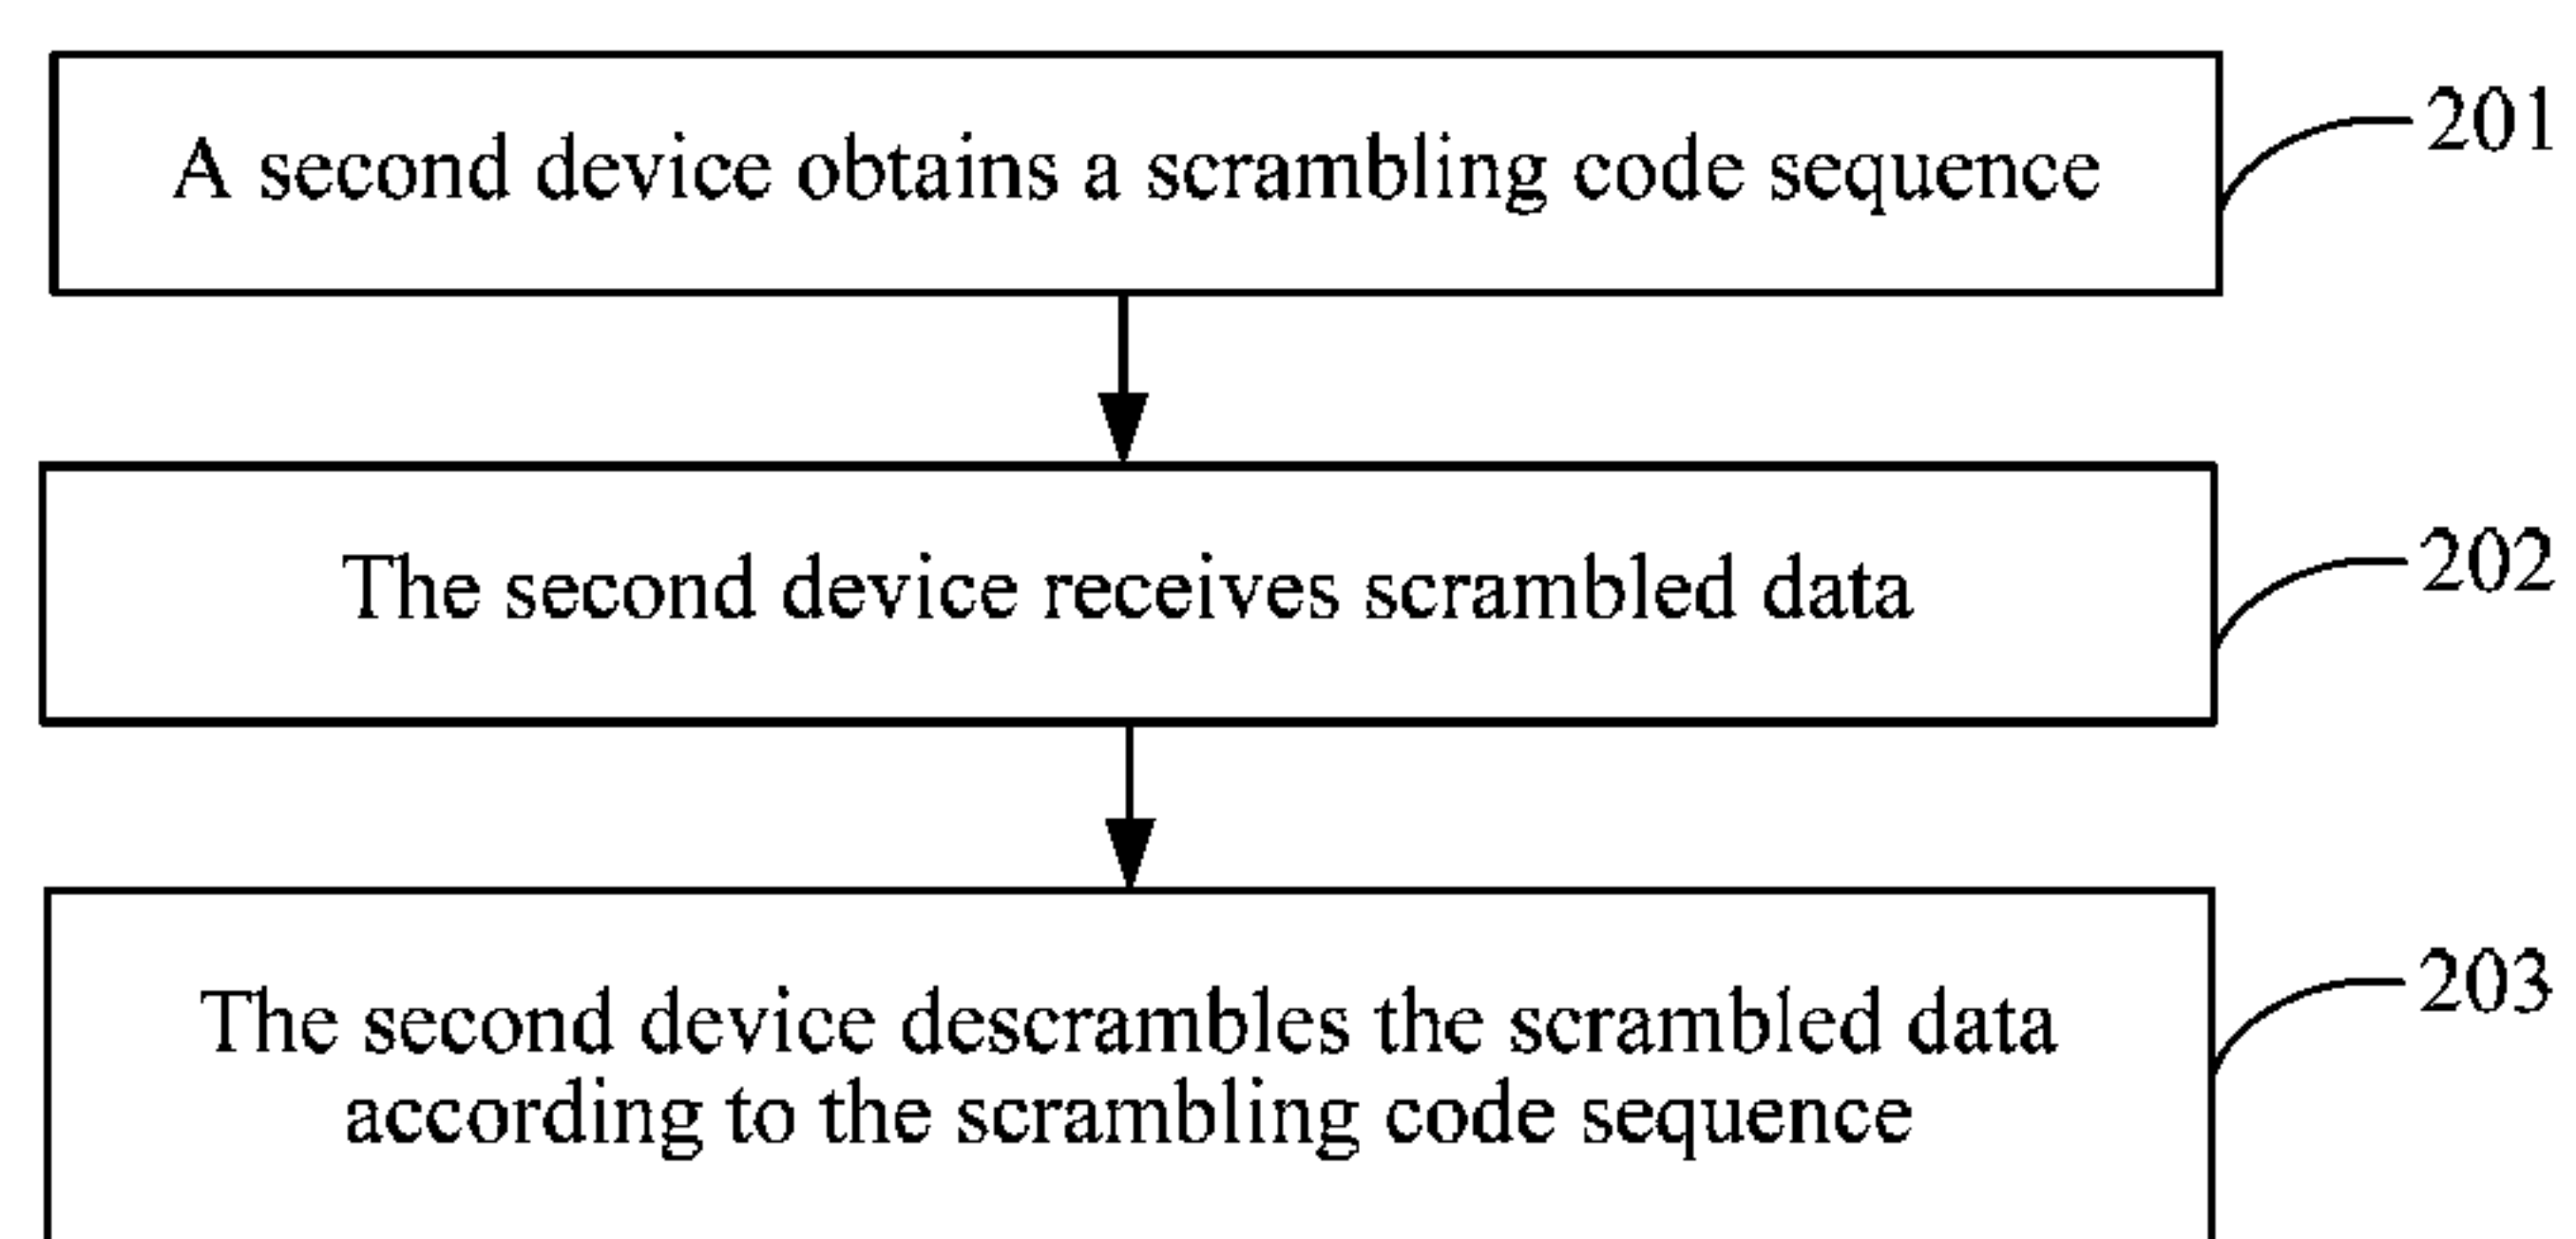 A second device obtains a scrambling code sequence
201
The second device receives scrambled data
202
The second device descrambles the scrambled data
according to the scrambling code sequence
203